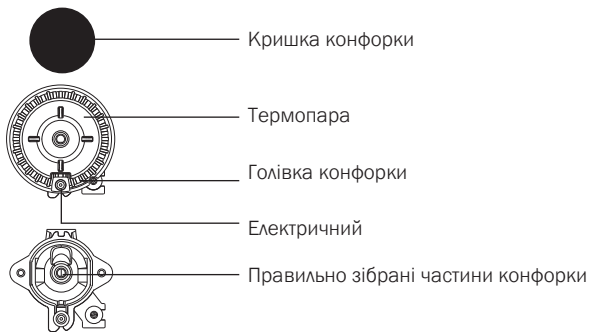 Кришка конфорки
Термопара
Голівка конфорки
Електричний
Правильно зібрані частини конфорки